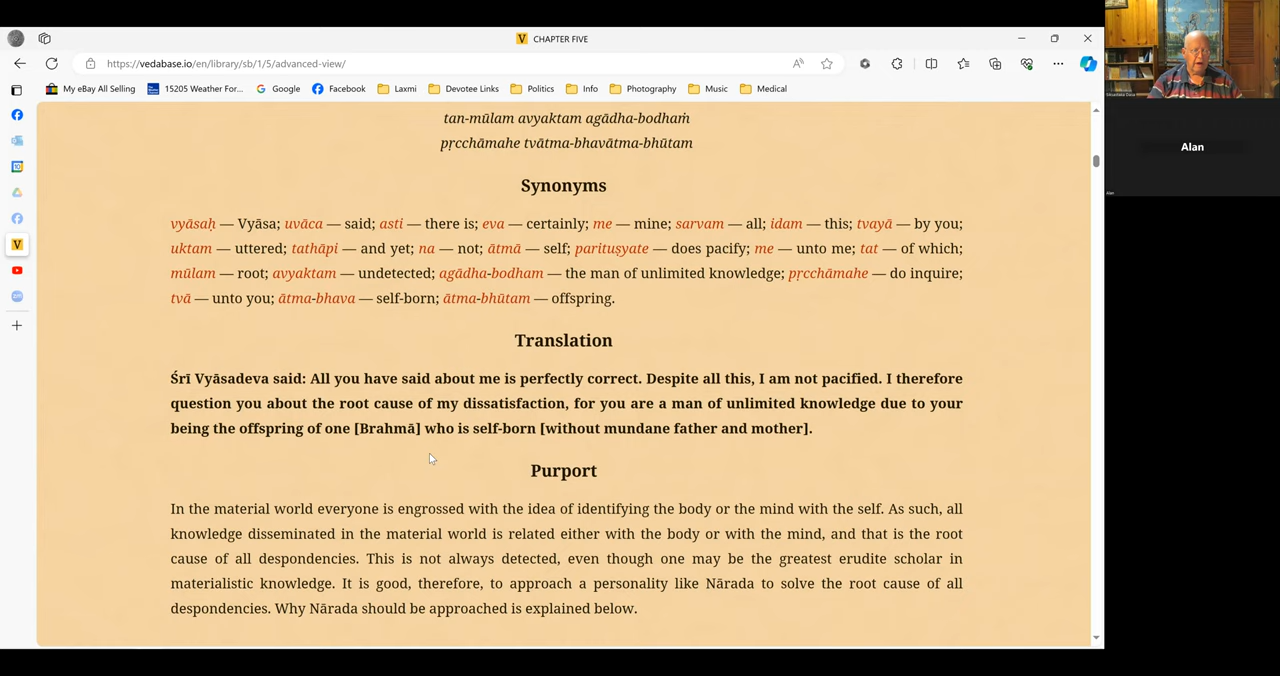 CHAPTER FIVE
https://vedabase.io/en/library/sb/1/5/advanced-view/
My eBay All Selling
15205 Weather For...
Google
Facebook
Laxmi
Devotee Links
Politics
Info
Photography
Music
Medical
tan-mūlam avyaktam agādha-bodhaṁ
pṛcchāmahe tvātma-bhavātma-bhūtam
Synonyms
vyāsaḥ — Vyāsa; uvāca — said; asti — there is; eva — certainly; me — mine; sarvam — all; idam — this; tvayā — by you;
uktam — uttered; tathāpi — and yet; na — not; ātmā — self; parituṣyate — does pacify; me — unto me; tat — of which;
mūlam — root; avyaktam — undetected; agādha-bodham — the man of unlimited knowledge; pṛcchāmahe — do inquire;
tvā — unto you; ātma-bhava — self-born; ātma-bhūtam — offspring.
Translation
Śrī Vyāsadeva said: All you have said about me is perfectly correct. Despite all this, I am not pacified. I therefore
question you about the root cause of my dissatisfaction, for you are a man of unlimited knowledge due to your
being the offspring of one [Brahmā] who is self-born [without mundane father and mother].
Purport
In the material world everyone is engrossed with the idea of identifying the body or the mind with the self. As such, all
knowledge disseminated in the material world is related either with the body or with the mind, and that is the root
cause of all despondencies. This is not always detected, even though one may be the greatest erudite scholar in
materialistic knowledge. It is good, therefore, to approach a personality like Nārada to solve the root cause of all
despondencies. Why Nārada should be approached is explained below.
Alan
Alan